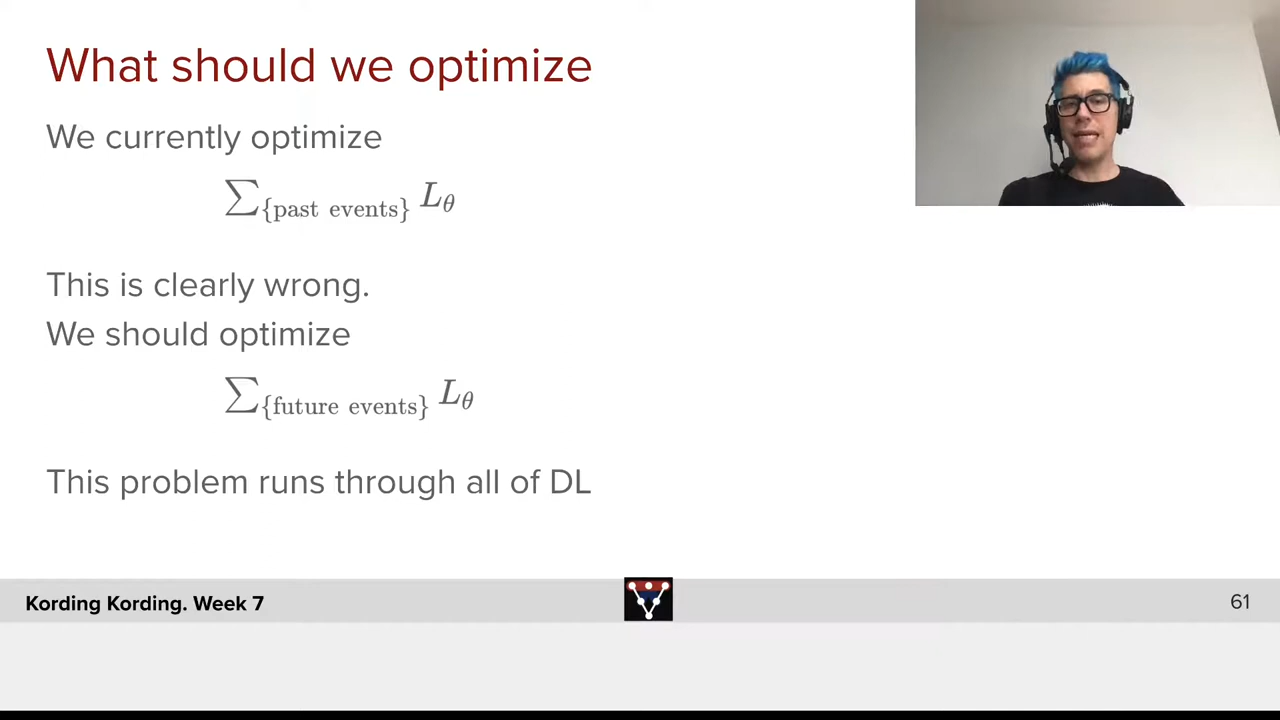 What should we optimize
We currently optimize
∑{past events} Lθ
This is clearly wrong.
We should optimize
∑{future events} Lθ
This problem runs through all of DL
Kording Kording. Week 7
61